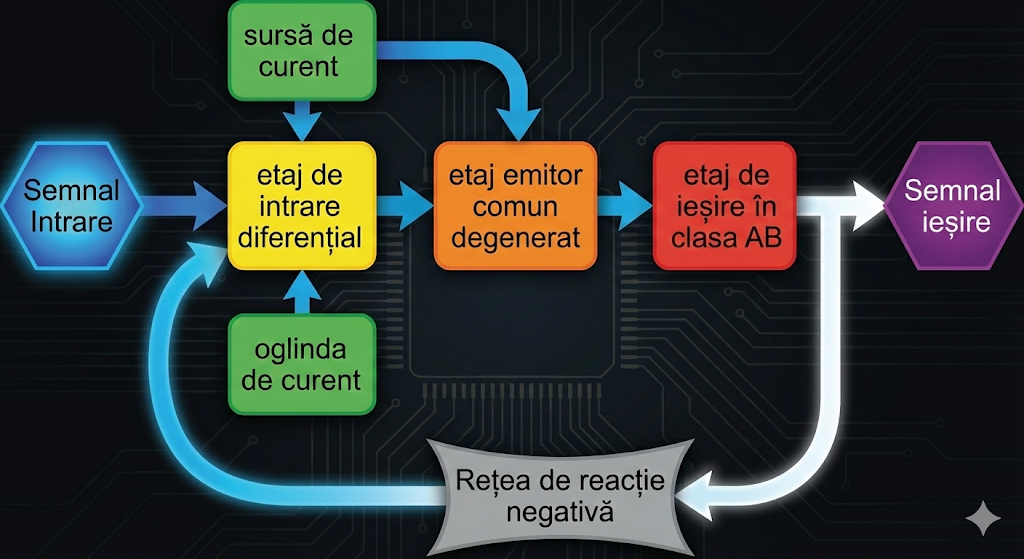 sursă de
curent
Semnal
Intrare
etaj de
intrare
diferențial
etaj emitor
comun
degenerat
etaj de
ieșire în
clasa AB
Semnal
ieșire
oglinda
de curent
Rețea de reacție
negativă